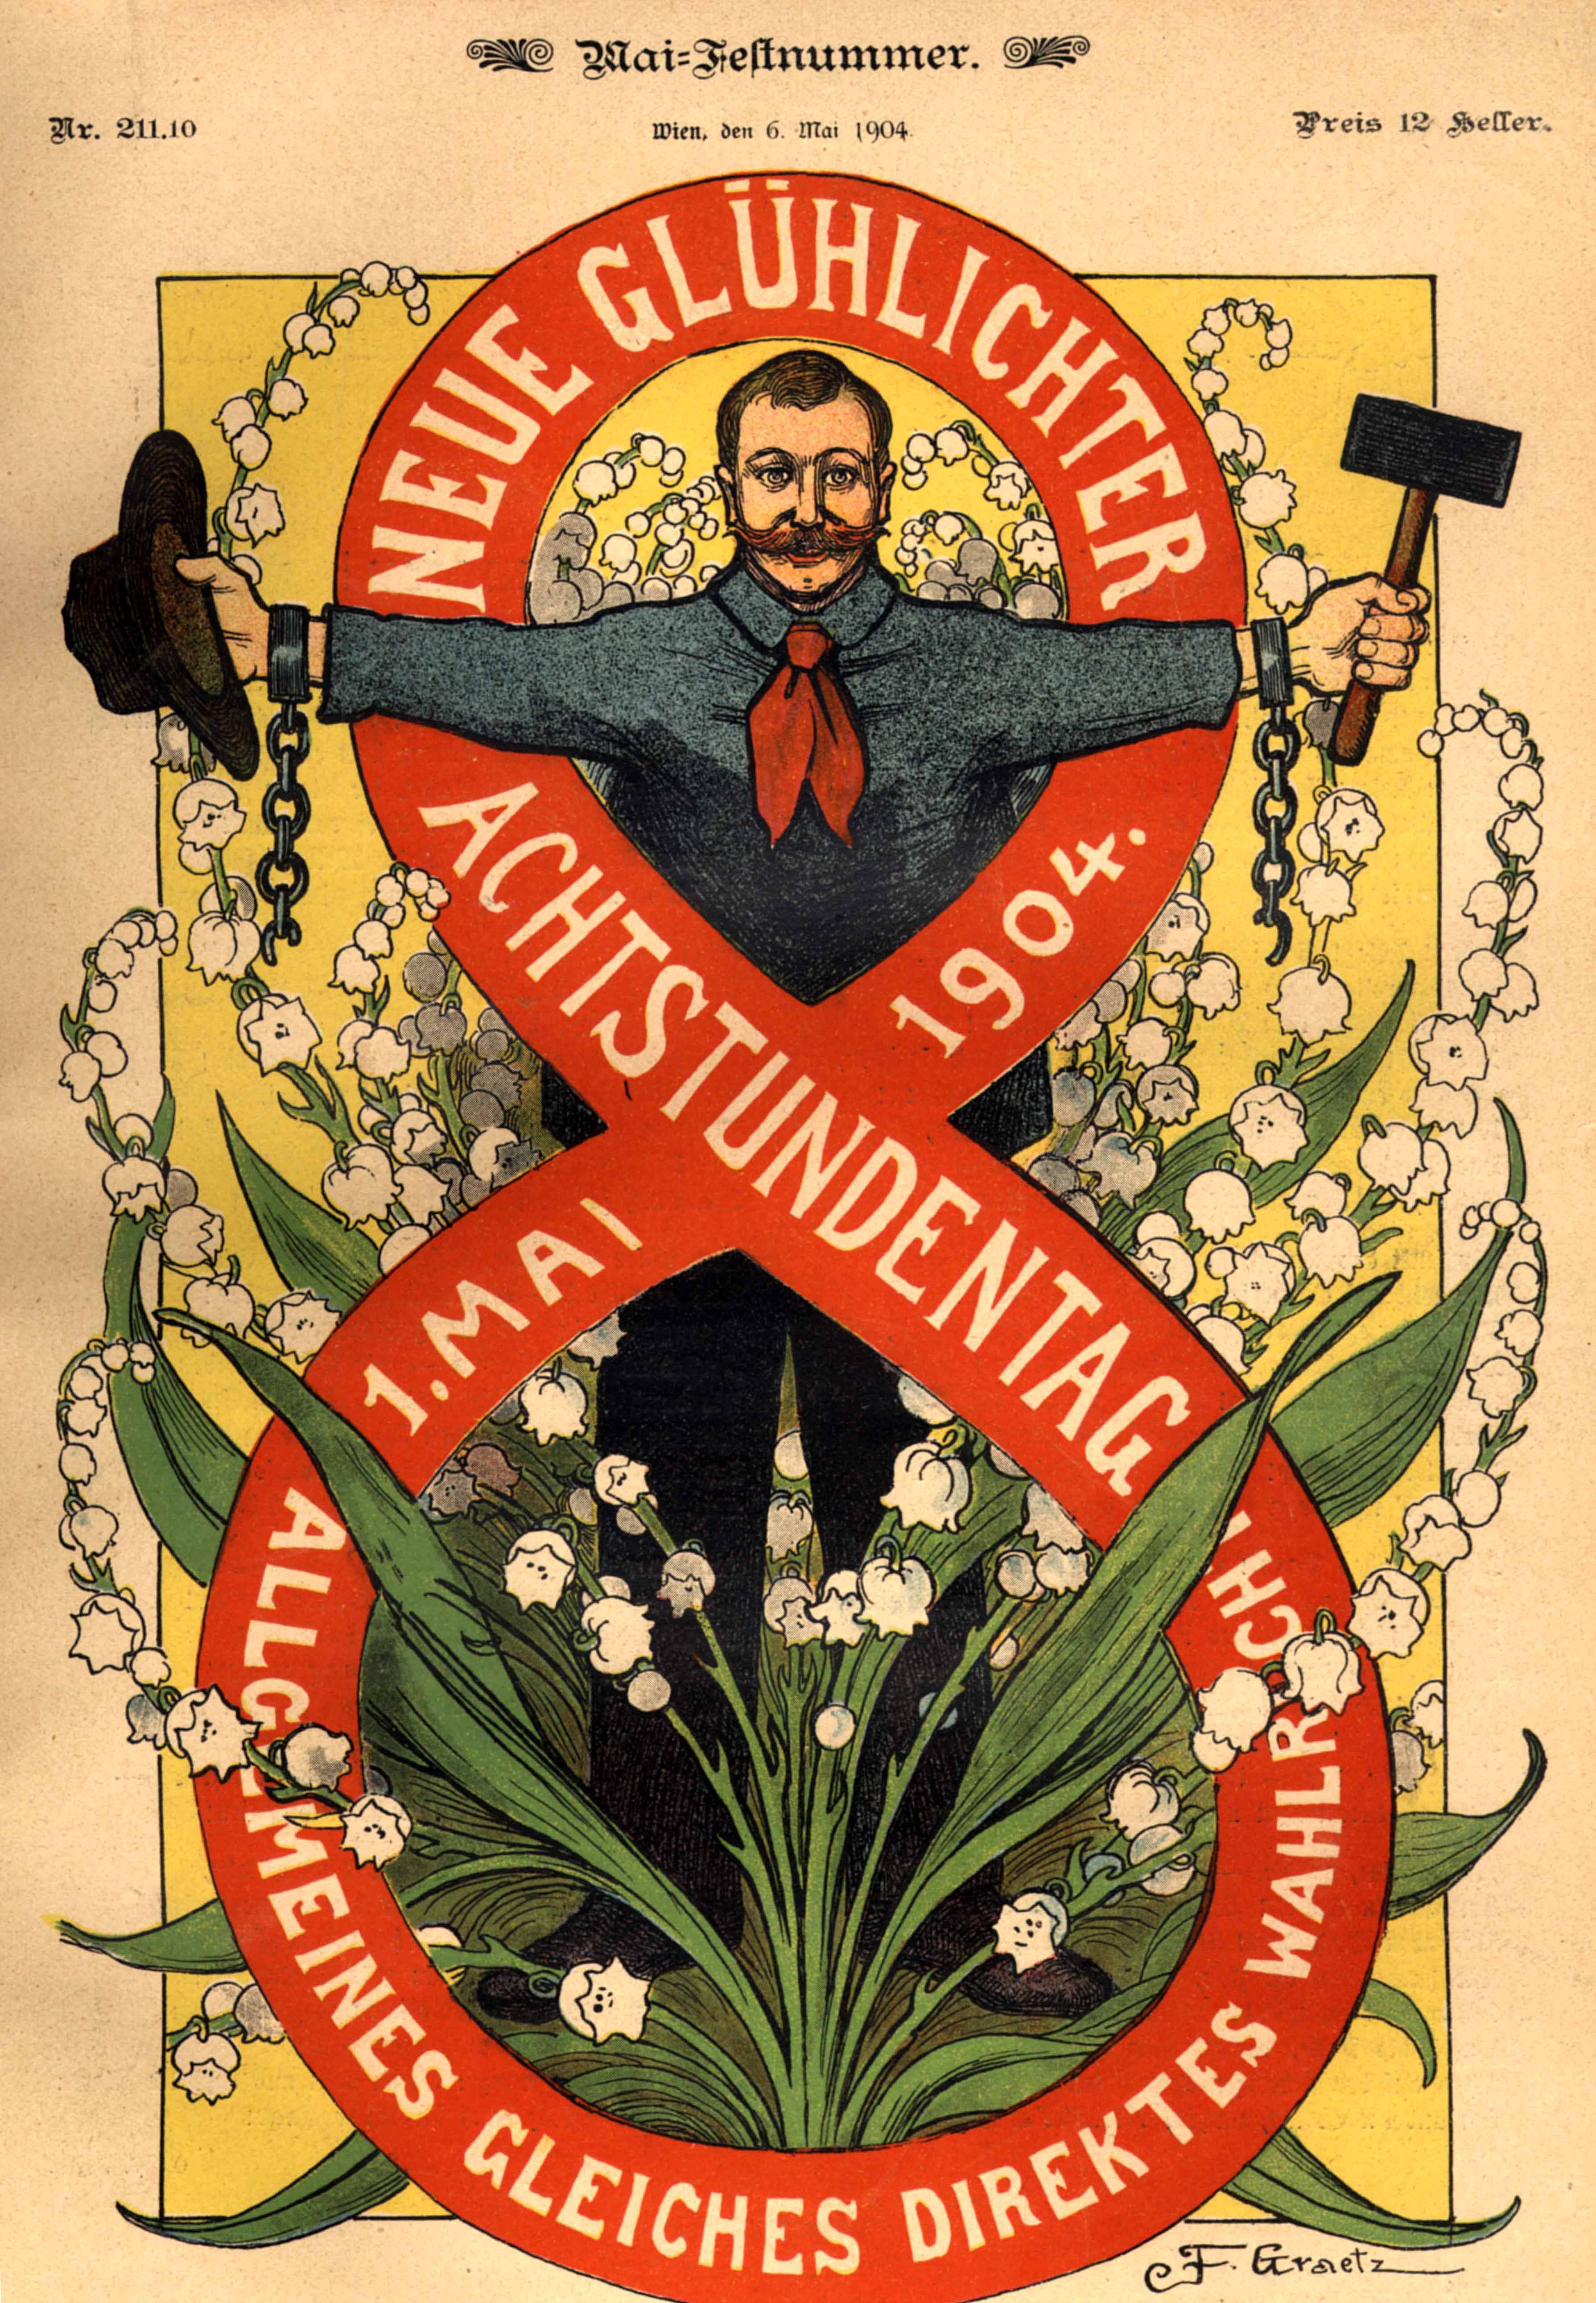 Mai-Festnummer.
Nr. 211.10
Wien, den 6. Mai 1904.
Preis 12 Heller.
NEUE GLÜHLICHTER
ACHTSTUNDENTAG
1. MAI 1904.
ALLGEMEINES GLEICHES DIREKTES WAHLRECHT
F. Graetz